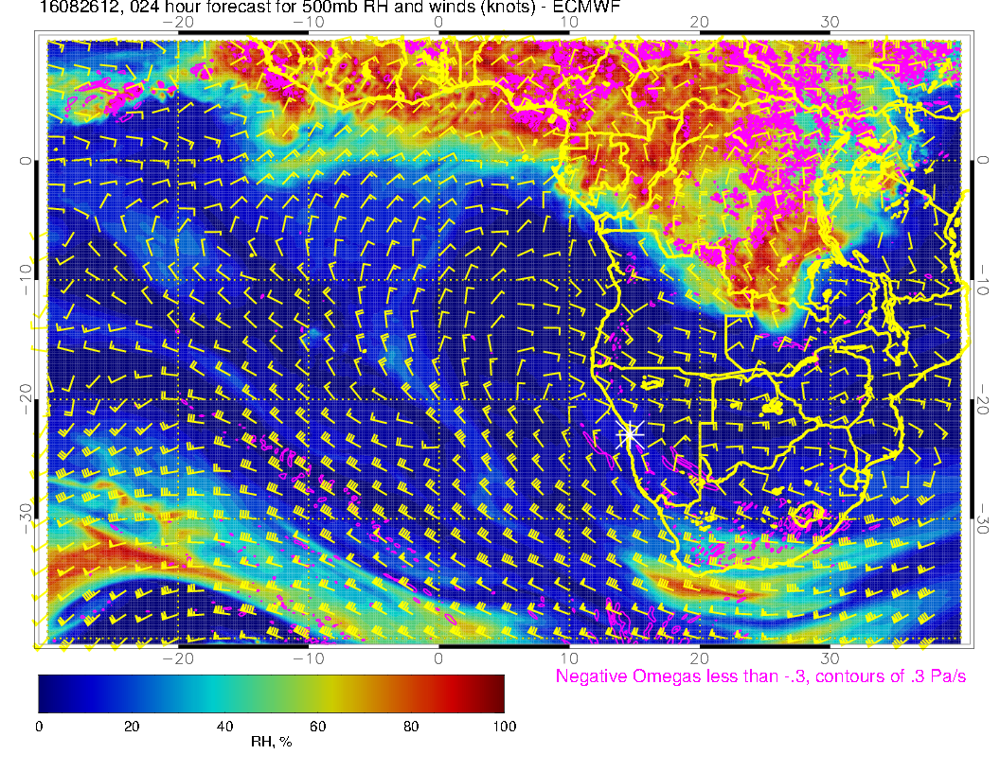 16082612, 024 hour forecast for 500mb RH and winds (knots) - ECMWF
-20 -10 0 10 20 30
0 0
-10 -10
-20 -20
-30 -30
-20 -10 0 10 20 30
Negative Omegas less than -.3, contours of .3 Pa/s
0 20 40 60 80 100
RH, %